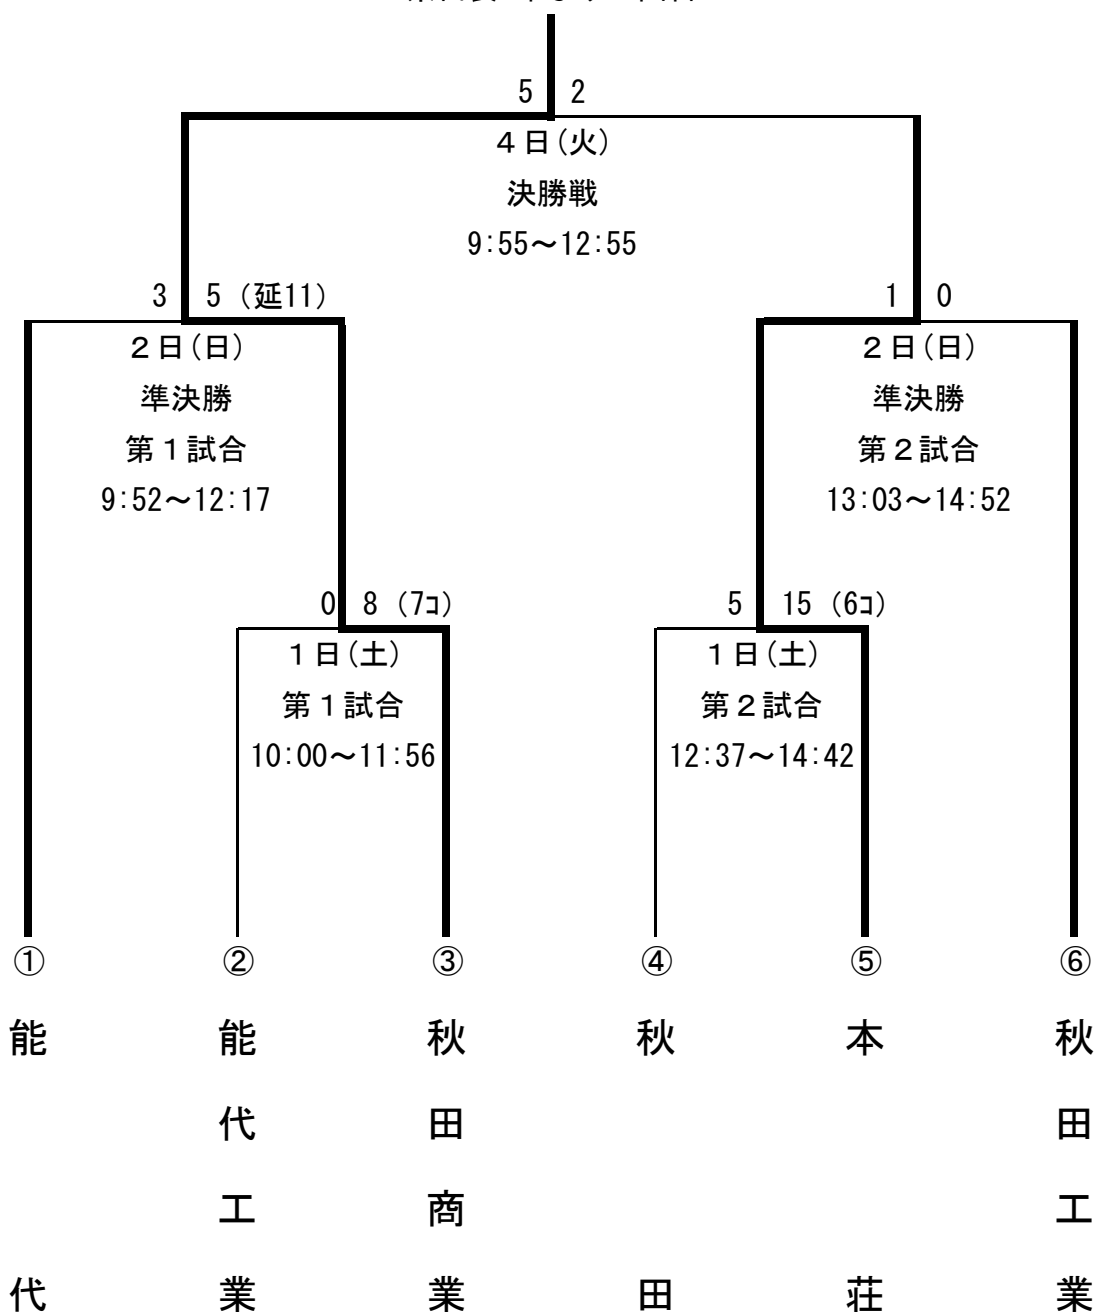 5 2
4日(火)
決勝戦
9:55～12:55
3 5 (延11)
2日(日)
準決勝
第1試合
9:52～12:17
1 0
2日(日)
準決勝
第2試合
13:03～14:52
0 8 (7コ)
1日(土)
第1試合
10:00～11:56
5 15 (6コ)
1日(土)
第2試合
12:37～14:42
① ② ③ ④ ⑤ ⑥
能代
能代工業
秋田商業
秋田
本荘
秋田工業